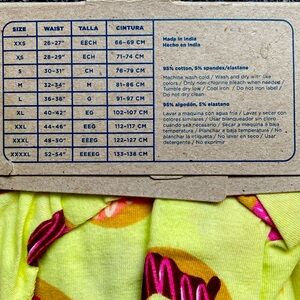 SIZE WAIST TALLA CINTURA
XXS 26-27" EECH 66-69 CM
XS 28-29" ECH 71-74 CM
S 30-31" CH 76-79 CM
M 32-34" M 81-86 CM
L 36-38" G 91-97 CM
XL 40-42" EG 102-107 CM
XXL 44-46" EEG 112-117 CM
XXXL 48-50" EEEG 122-127 CM
XXXXL 52-54" EEEEG 133-138 CM
Made in India
Hecho en India
95% cotton, 5% spandex/elastane
Machine wash cold / Wash and dry with like
colors / Only non-chlorine bleach when needed /
Tumble dry low / Cool iron / Do not iron label /
Do not dry clean
95% algodón, 5% elastano
Lavar a maquina con agua fria / Lavar y secar con
colores similares / Usar blanqueador sin cloro
cuando sea necesario / Secar a maquina a baja
temperatura / Planchar a baja temperatura / No
planchar la etiqueta / No lavar en seco / Usar
detergente / No exprimir